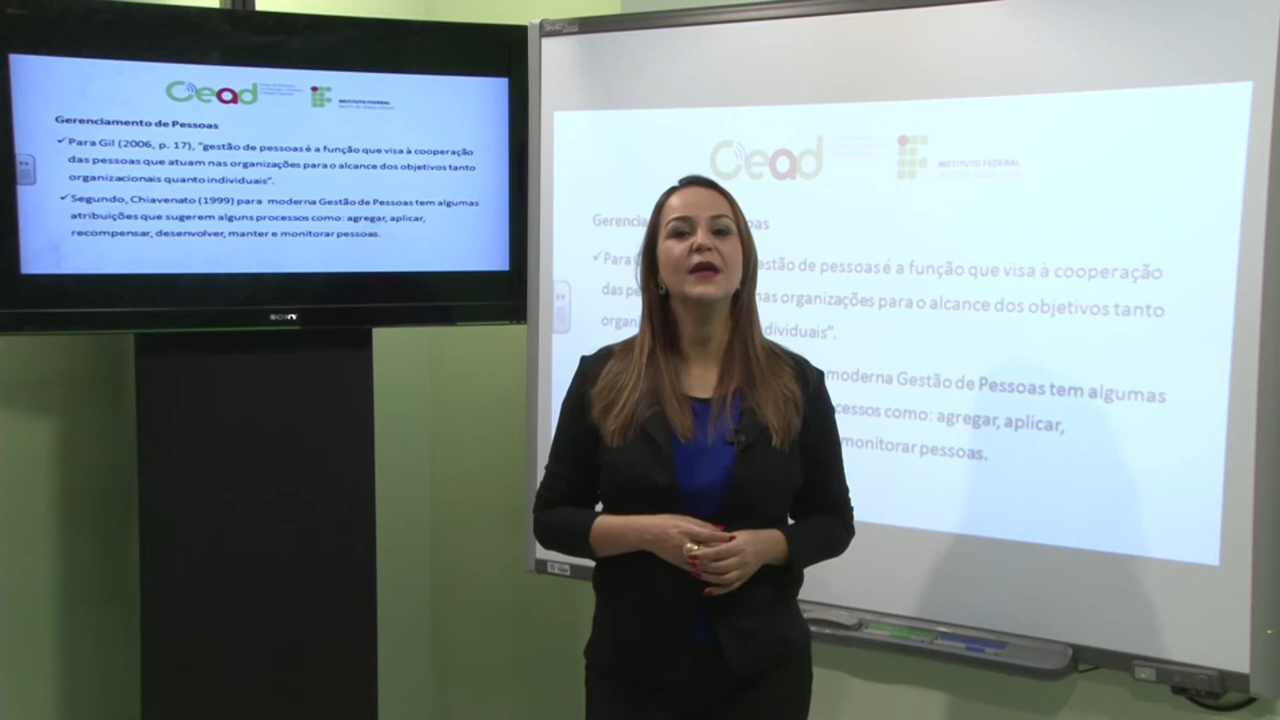 Cead
INSTITUTO FEDERAL
Gerenciamento de Pessoas
✓Para Gil (2006, p. 17), "gestão de pessoas é a função que visa à cooperação
das pessoas que atuam nas organizações para o alcance dos objetivos tanto
organizacionais quanto individuais".
✓Segundo, Chiavenato (1999) para moderna Gestão de Pessoas tem algumas
atribuições que sugerem alguns processos como: agregar, aplicar,
recompensar, desenvolver, manter e monitorar pessoas.
SONY
Cead
INSTITUTO FEDERAL
Gerencia oas
✓Para G estão de pessoas é a função que visa à cooperação
das pe nas organizações para o alcance dos objetivos tanto
organi dividuais".
moderna Gestão de Pessoas tem algumas
cessos como: agregar, aplicar,
monitorar pessoas.